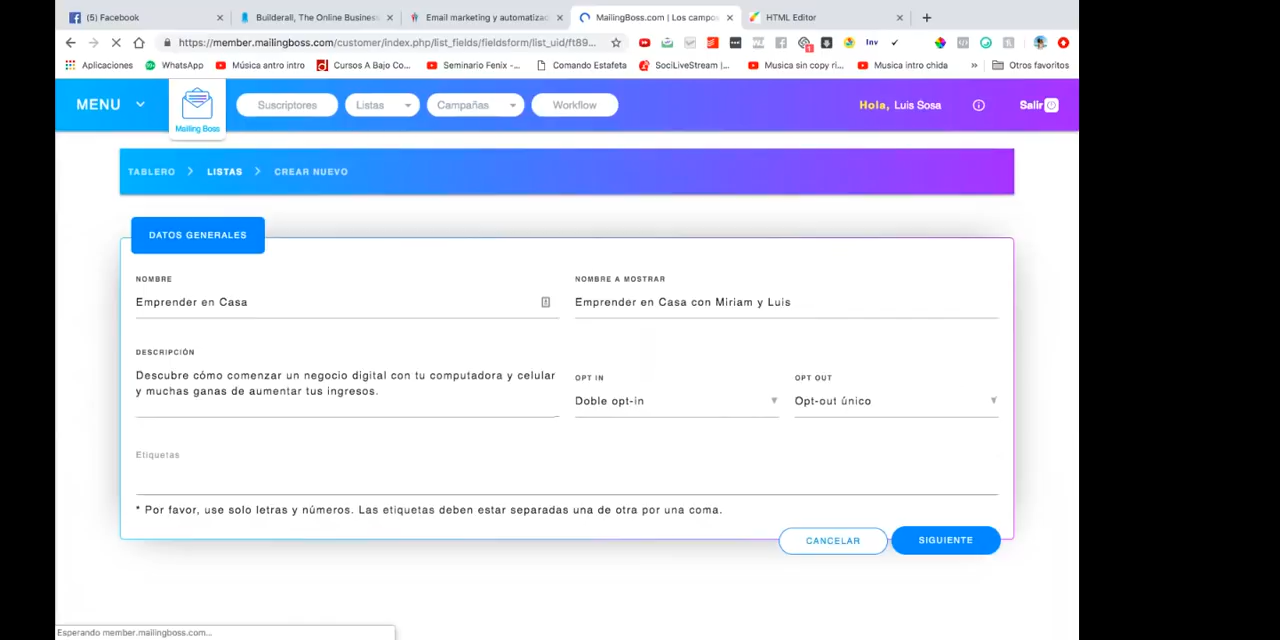 (5) Facebook
Builderall, The Online Business
Email marketing y automatizac
MailingBoss.com | Los campos
HTML Editor
https://member.mailingboss.com/customer/index.php/list_fields/fieldsform/list_uid/ft89...
Inv
Aplicaciones
WhatsApp
Música antro intro
Cursos A Bajo Co...
Seminario Fenix -...
Comando Estafeta
SociLiveStream |...
Musica sin copy ri...
Musica intro chida
»
Otros favoritos
MENU
Mailing Boss
Suscriptores
Listas
Campañas
Workflow
Hola, Luis Sosa
Salir
TABLERO > LISTAS > CREAR NUEVO
DATOS GENERALES
NOMBRE
Emprender en Casa
NOMBRE A MOSTRAR
Emprender en Casa con Miriam y Luis
DESCRIPCIÓN
Descubre cómo comenzar un negocio digital con tu computadora y celular
y muchas ganas de aumentar tus ingresos.
OPT IN
Doble opt-in
OPT OUT
Opt-out único
Etiquetas
* Por favor, use solo letras y números. Las etiquetas deben estar separadas una de otra por una coma.
CANCELAR
SIGUIENTE
Esperando member.mailingboss.com...